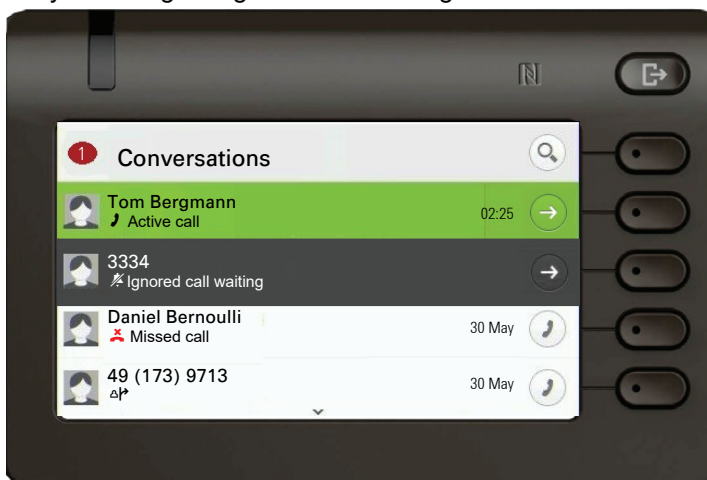 1 Conversations
Tom Bergmann
Active call
02:25
3334
Ignored call waiting
Daniel Bernoulli
Missed call
30 May
49 (173) 9713
30 May